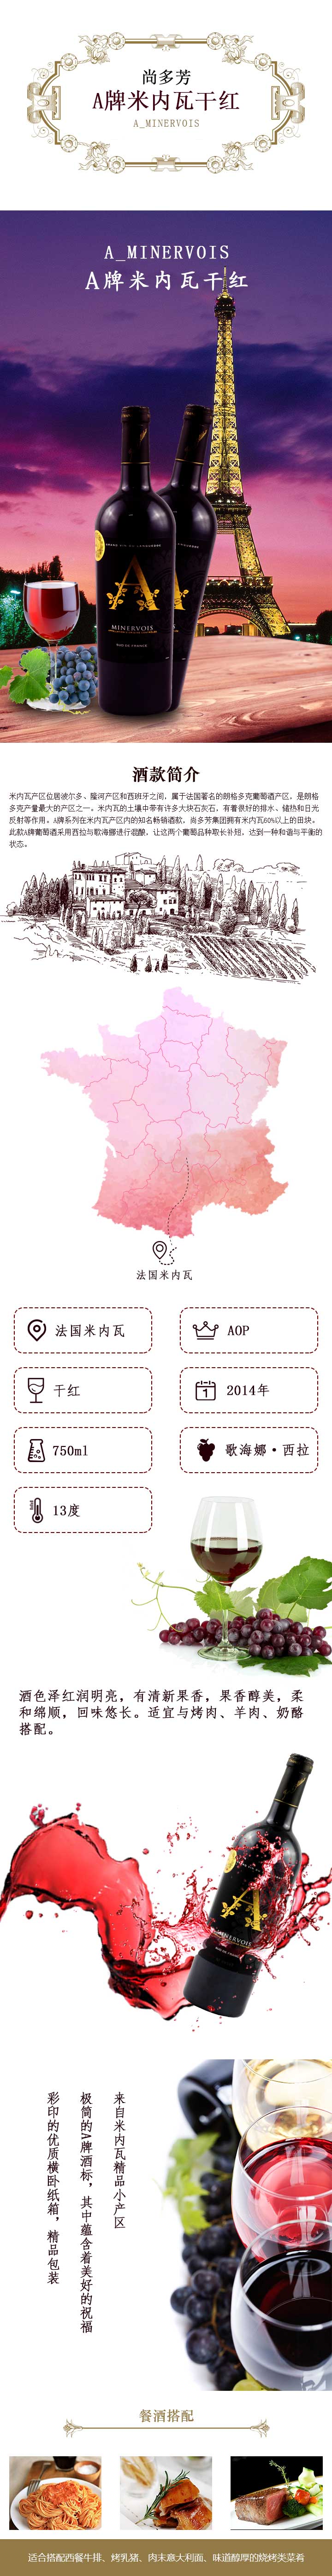 尚多芳
A牌米内瓦干红
A_MINERVOIS
A_MINERVOIS
A牌米内瓦干红
A
MINERVOIS
酒款简介
米内瓦产区位居波尔多、隆河产区和西班牙之间，属于法国著名的朗格多克葡萄酒产区，是朗格
多克产量最大的产区之一。米内瓦的土壤中带有许多大块石灰石，有着很好的排水、储热和日光
反射等作用。A牌系列在米内瓦产区内的知名畅销酒款，尚多芳集团拥有米内瓦60%以上的田块。
此款A牌葡萄酒采用西拉与歌海娜进行混酿，让这两个葡萄品种取长补短，达到一种和谐与平衡的
状态。
法国米内瓦
法国米内瓦
AOP
干红
1
2014年
750ml
歌海娜·西拉
13度
酒色泽红润明亮，有清新果香，果香醇美，柔
和绵顺，回味悠长。适宜与烤肉、羊肉、奶酪
搭配。
A
MINERVOIS
来自米内瓦精品小产区
极简的A牌酒标，其中蕴含着美好的祝福
彩印的优质横卧纸箱，精品包装
餐酒搭配
适合搭配西餐牛排、烤乳猪、肉末意大利面、味道醇厚的烧烤类菜肴